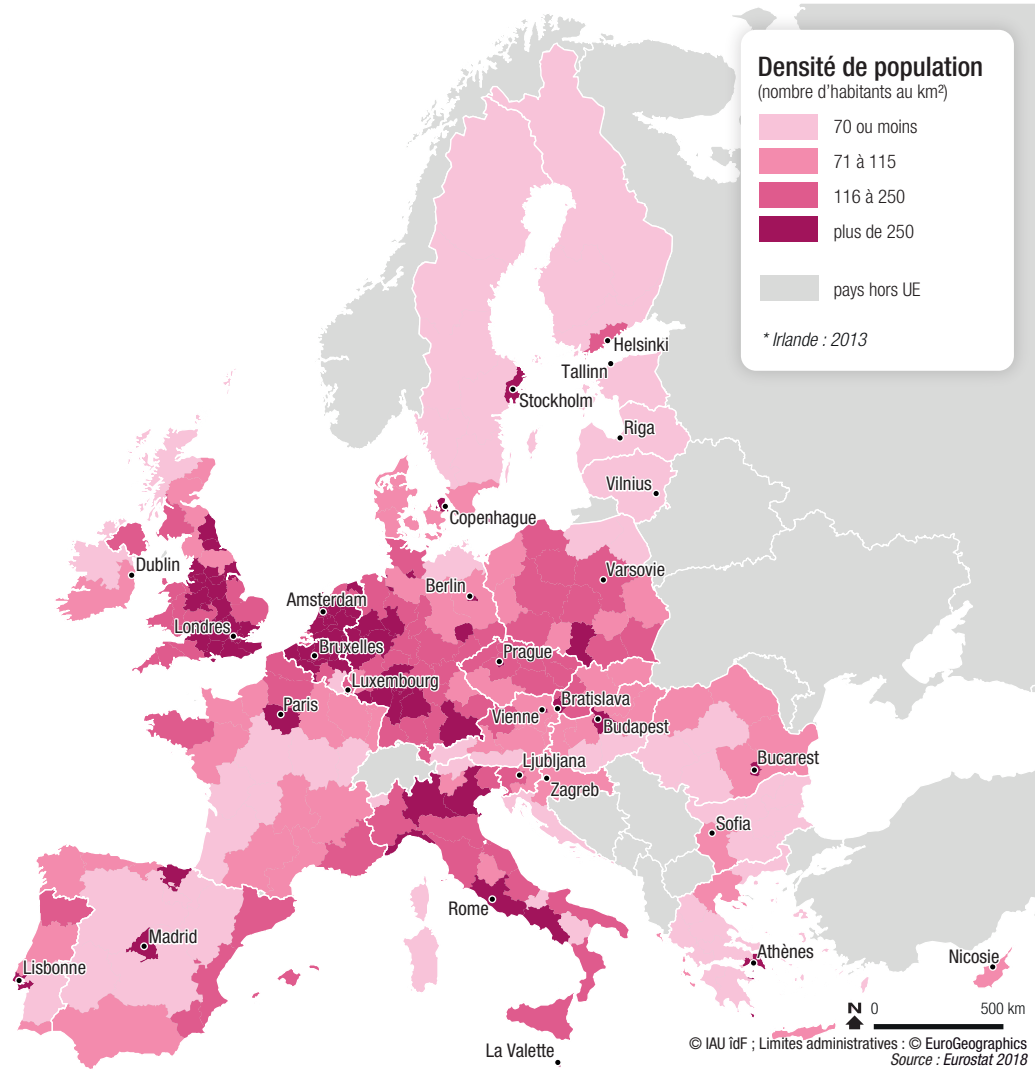 Densité de population
(nombre d'habitants au km²)
70 ou moins
71 à 115
116 à 250
plus de 250
pays hors UE
* Irlande : 2013
Helsinki
Tallinn
Stockholm
Riga
Vilnius
Copenhague
Dublin
Varsovie
Berlin
Amsterdam
Londres
Bruxelles
Prague
Luxembourg
Paris
Bratislava
Vienne
Budapest
Bucarest
Ljubljana
Zagreb
Sofia
Rome
Madrid
Athènes
Nicosie
Lisbonne
N 0 500 km
La Valette
© IAU îdF ; Limites administratives : © EuroGeographics
Source : Eurostat 2018